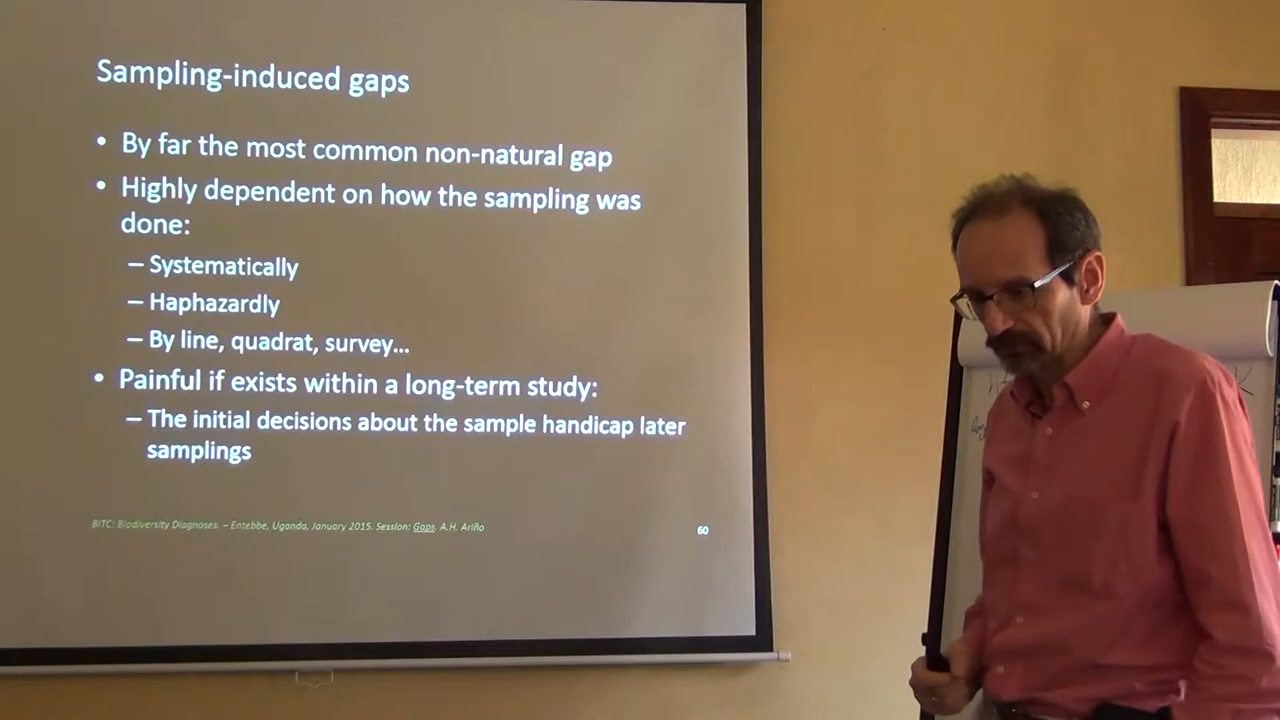 Sampling-induced gaps
• By far the most common non-natural gap
• Highly dependent on how the sampling was
done:
– Systematically
– Haphazardly
– By line, quadrat, survey...
• Painful if exists within a long-term study:
– The initial decisions about the sample handicap later
samplings
BITC: Biodiversity Diagnoses. – Entebbe, Uganda, January 2015. Session: Gaps. A.H. Ariño
60